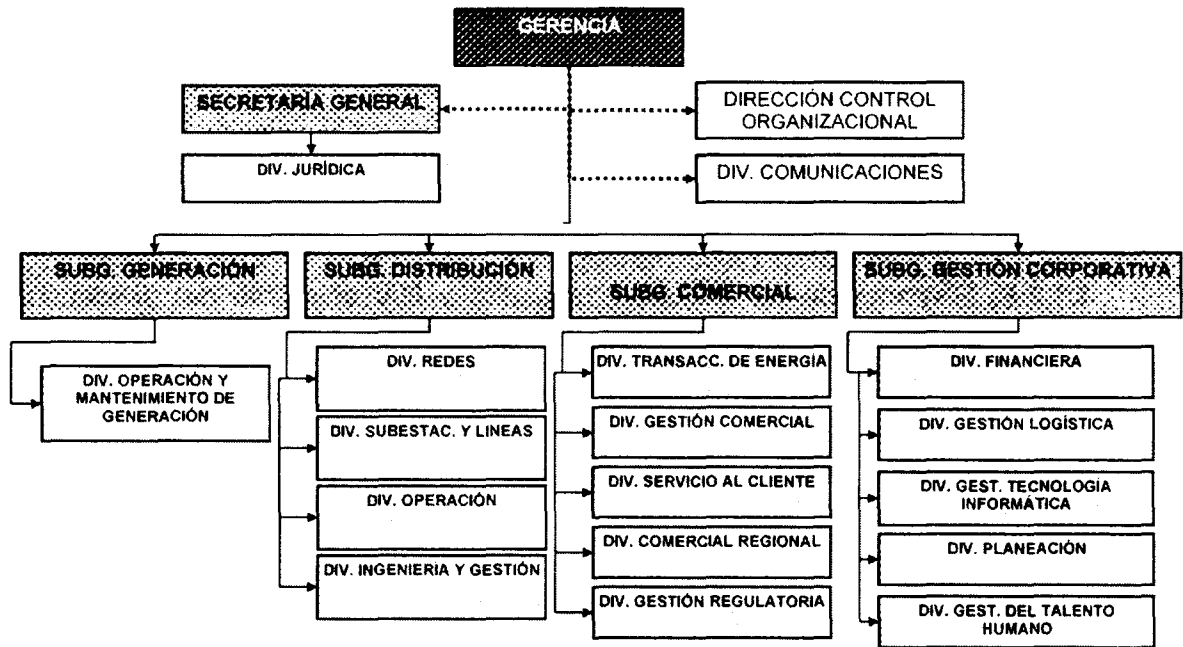 GERENCIA
SECRETARÍA GENERAL
DIRECCIÓN CONTROL
ORGANIZACIONAL
DIV. JURÍDICA
DIV. COMUNICACIONES
SUBG. GENERACIÓN
SUBG. DISTRIBUCIÓN
SUBG. COMERCIAL
SUBG. GESTIÓN CORPORATIVA
DIV. OPERACIÓN Y
MANTENIMIENTO DE
GENERACIÓN
DIV. REDES
DIV. SUBESTAC. Y LINEAS
DIV. OPERACIÓN
DIV. INGENIERIA Y GESTIÓN
DIV. TRANSACC. DE ENERGÍA
DIV. GESTIÓN COMERCIAL
DIV. SERVICIO AL CLIENTE
DIV. COMERCIAL REGIONAL
DIV. GESTIÓN REGULATORIA
DIV. FINANCIERA
DIV. GESTIÓN LOGÍSTICA
DIV. GEST. TECNOLOGÍA
INFORMÁTICA
DIV. PLANEACIÓN
DIV. GEST. DEL TALENTO
HUMANO